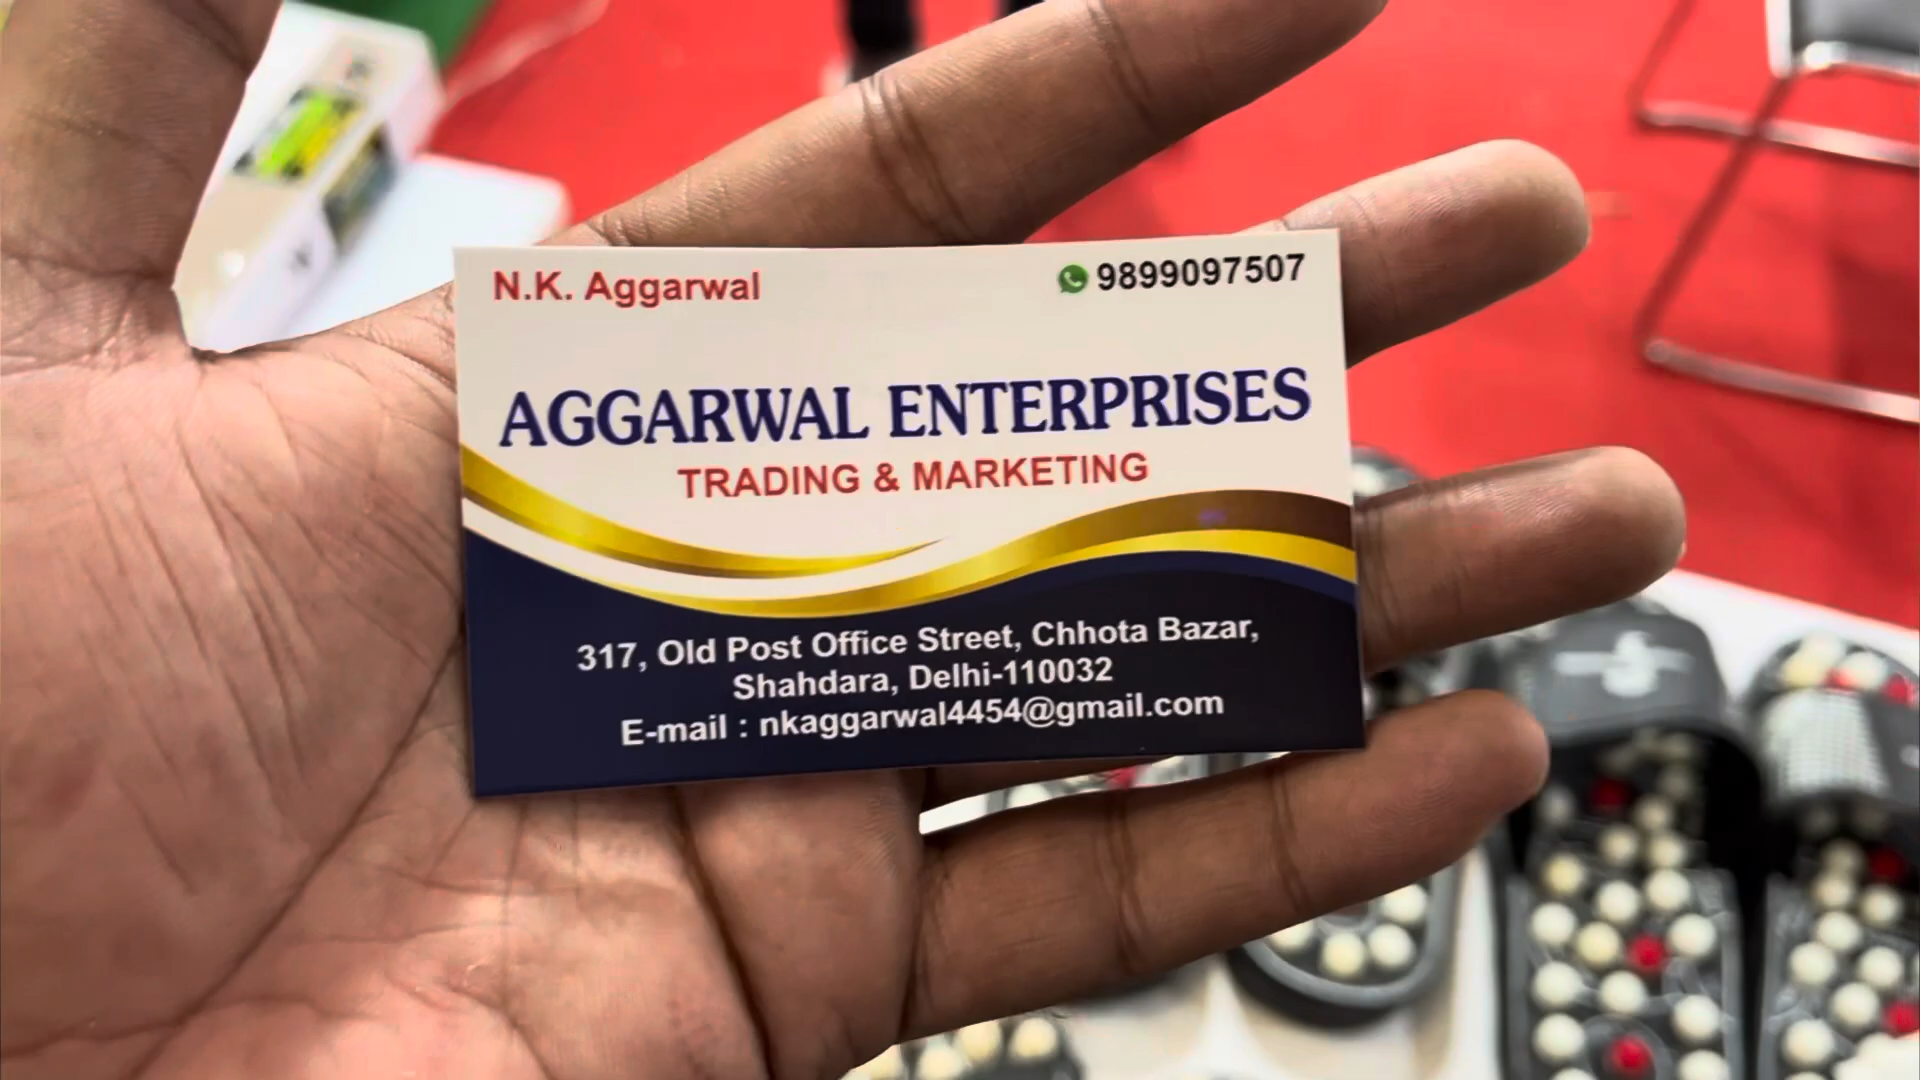 N.K. Aggarwal
9899097507
AGGARWAL ENTERPRISES
TRADING & MARKETING
317, Old Post Office Street, Chhota Bazar,
Shahdara, Delhi-110032
E-mail : nkaggarwal4454@gmail.com